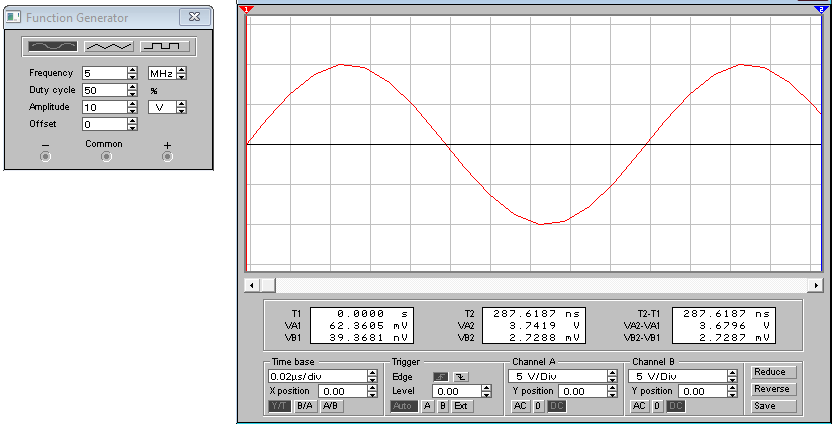 Function Generator
Frequency 5 MHz
Duty cycle 50 %
Amplitude 10 V
Offset 0
− Common +
1 2
T1 0.0000 s T2 287.6187 ns T2-T1 287.6187 ns
VA1 62.3605 mV VA2 3.7419 V VA2-VA1 3.6796 V
VB1 39.3681 nV VB2 2.7288 mV VB2-VB1 2.7287 mV
Time base Trigger Channel A Channel B Reduce
0.02µs/div Edge 5 V/Div 5 V/Div
X position 0.00 Level 0.00 Y position 0.00 Y position 0.00 Reverse
Y/T B/A A/B Auto A B Ext AC 0 DC AC 0 DC Save